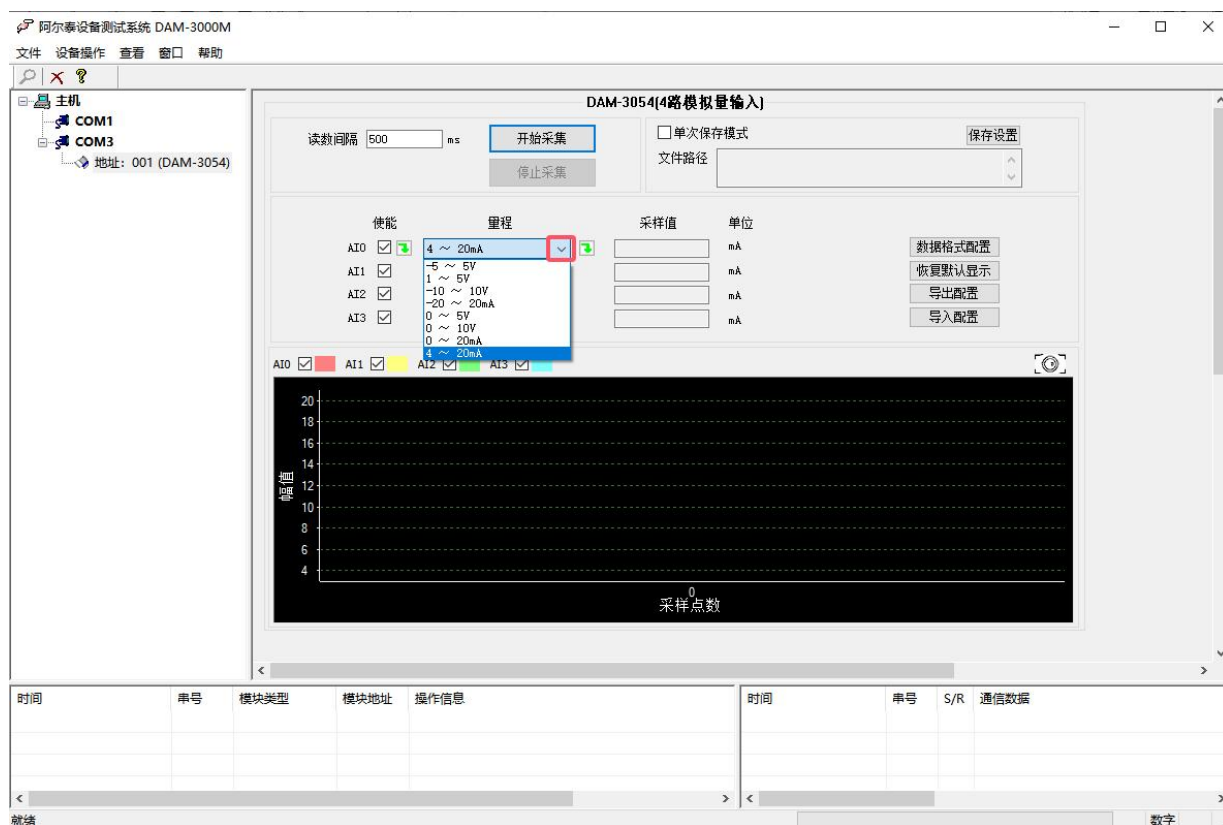 阿尔泰设备测试系统 DAM-3000M
文件 设备操作 查看 窗口 帮助
主机
COM1
COM3
地址：001 (DAM-3054)
DAM-3054(4路模拟量输入)
读数间隔 500 ms 开始采集
停止采集
单次保存模式 保存设置
文件路径
使能 量程 采样值 单位
AI0 4 ～ 20mA mA 数据格式配置
AI1 mA 恢复默认显示
AI2 mA 导出配置
AI3 mA 导入配置
-5 ～ 5V
1 ～ 5V
-10 ～ 10V
-20 ～ 20mA
0 ～ 5V
0 ～ 10V
0 ～ 20mA
4 ～ 20mA
AI0 AI1 AI2 AI3
20
18
16
14
12
10
8
6
4
幅值
0
采样点数
时间 串号 模块类型 模块地址 操作信息
时间 串号 S/R 通信数据
就绪 数字